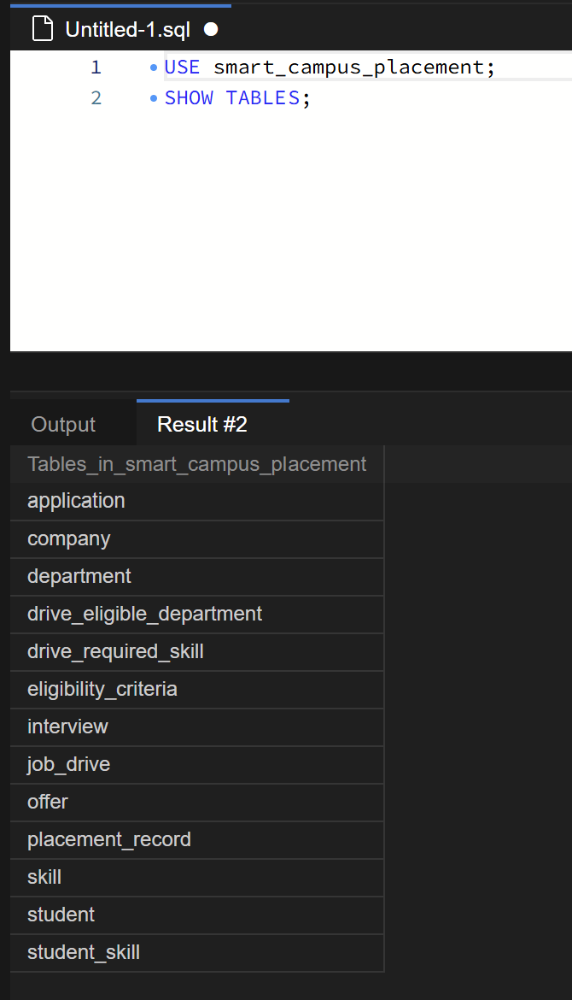 Untitled-1.sql
1 USE smart_campus_placement;
2 SHOW TABLES;
Output Result #2
Tables_in_smart_campus_placement
application
company
department
drive_eligible_department
drive_required_skill
eligibility_criteria
interview
job_drive
offer
placement_record
skill
student
student_skill